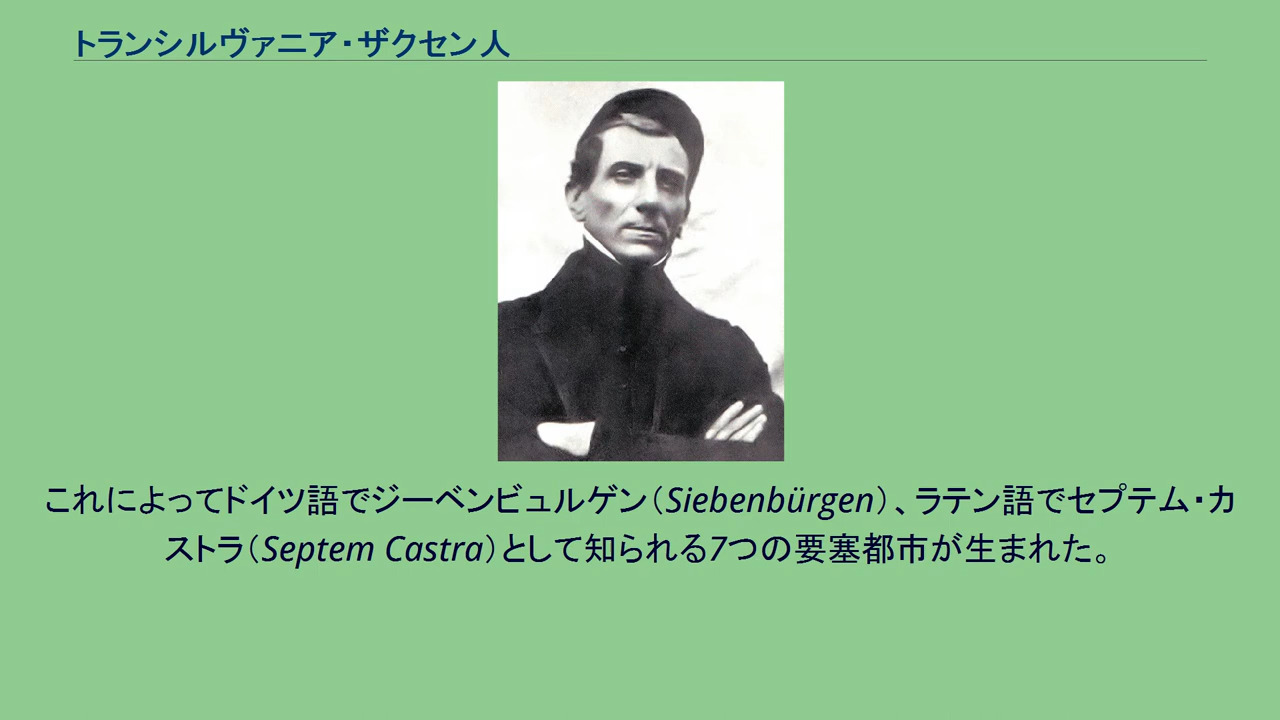 トランシルヴァニア・ザクセン人
これによってドイツ語でジーベンビュルゲン（Siebenbürgen）、ラテン語でセプテム・カ
ストラ（Septem Castra）として知られる7つの要塞都市が生まれた。